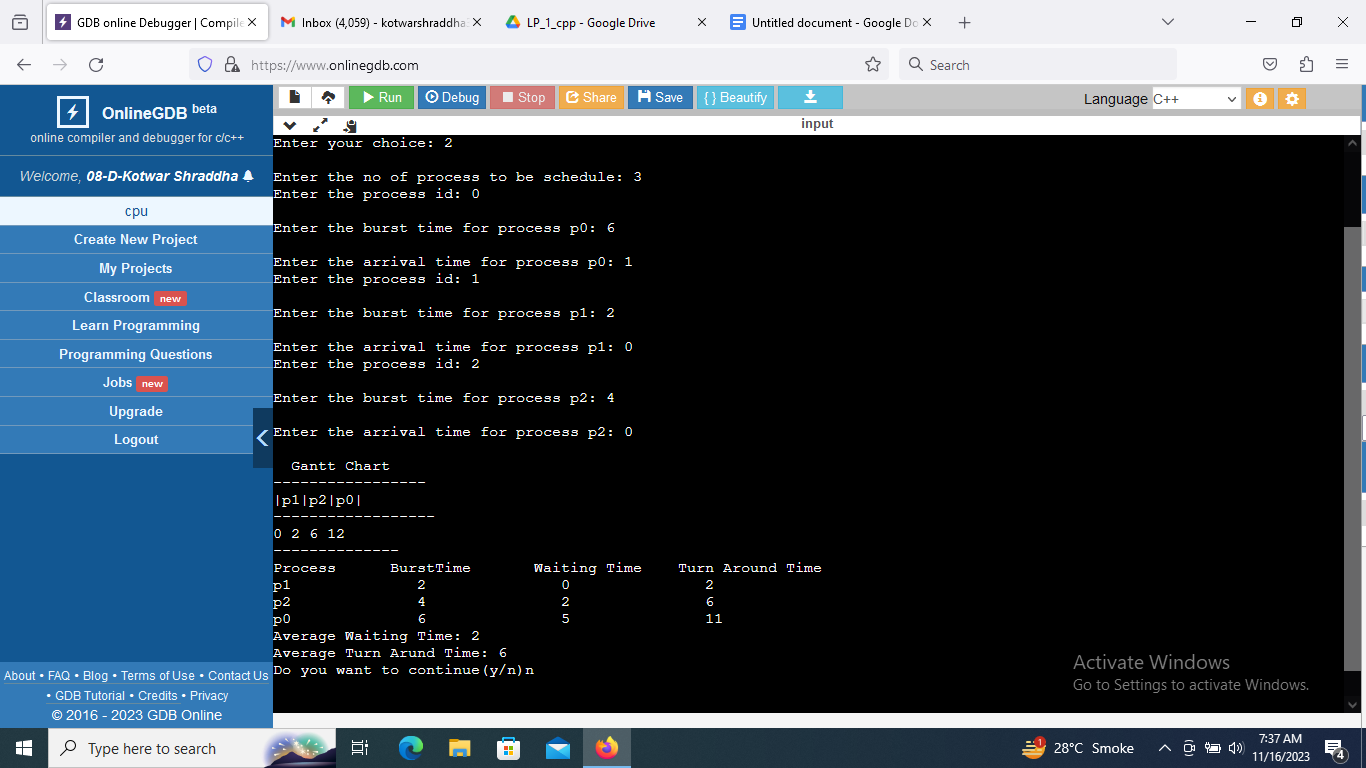 GDB online Debugger | Compile
Inbox (4,059) - kotwarshraddha
LP_1_cpp - Google Drive
Untitled document - Google Do
https://www.onlinegdb.com
Search
OnlineGDB beta
online compiler and debugger for c/c++
Welcome, 08-D-Kotwar Shraddha
cpu
Create New Project
My Projects
Classroom new
Learn Programming
Programming Questions
Jobs new
Upgrade
Logout
About • FAQ • Blog • Terms of Use • Contact Us
• GDB Tutorial • Credits • Privacy
© 2016 - 2023 GDB Online
Run Debug Stop Share Save { } Beautify Language C++
input
Enter your choice: 2
Enter the no of process to be schedule: 3
Enter the process id: 0
Enter the burst time for process p0: 6
Enter the arrival time for process p0: 1
Enter the process id: 1
Enter the burst time for process p1: 2
Enter the arrival time for process p1: 0
Enter the process id: 2
Enter the burst time for process p2: 4
Enter the arrival time for process p2: 0
Gantt Chart
-----------------
|p1|p2|p0|
------------------
0 2 6 12
--------------
Process BurstTime Waiting Time Turn Around Time
p1 2 0 2
p2 4 2 6
p0 6 5 11
Average Waiting Time: 2
Average Turn Arund Time: 6
Do you want to continue(y/n)n
Activate Windows
Go to Settings to activate Windows.
Type here to search
1
28°C Smoke
7:37 AM
11/16/2023
4